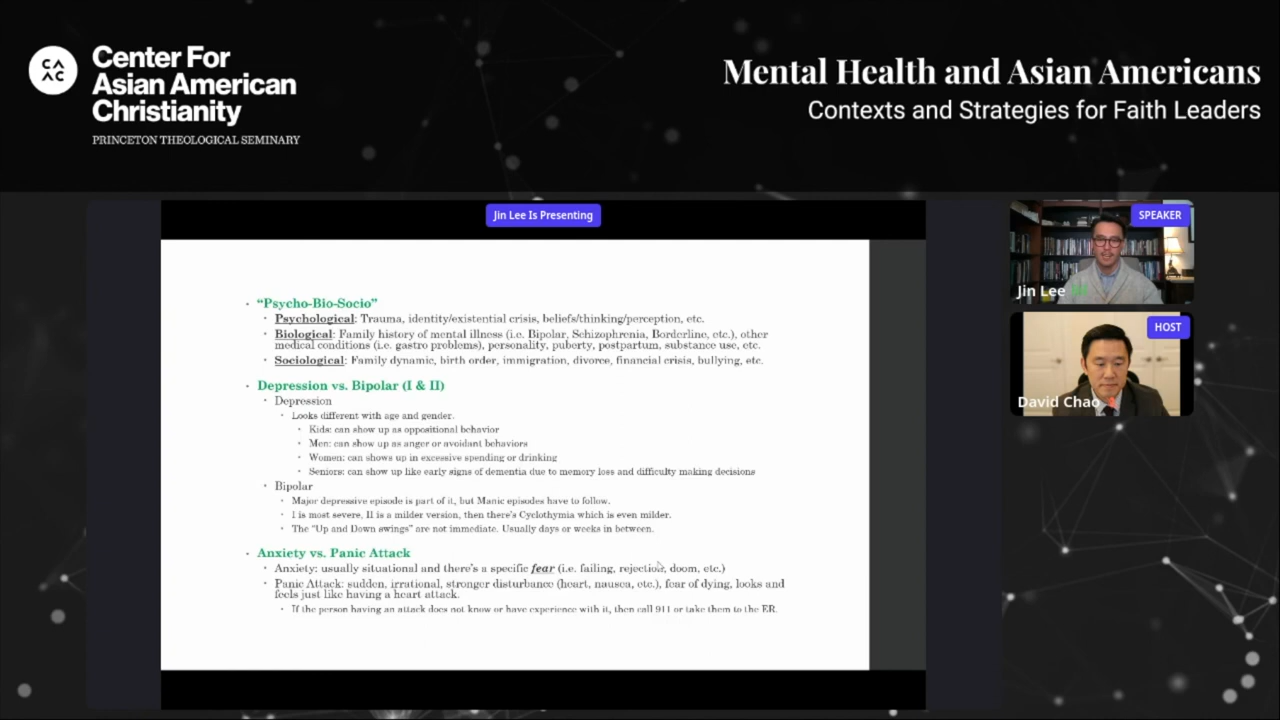 CA
AC
Center For
Asian American
Christianity
PRINCETON THEOLOGICAL SEMINARY
Mental Health and Asian Americans
Contexts and Strategies for Faith Leaders
Jin Lee Is Presenting
• “Psycho-Bio-Socio”
• Psychological: Trauma, identity/existential crisis, beliefs/thinking/perception, etc.
• Biological: Family history of mental illness (i.e. Bipolar, Schizophrenia, Borderline, etc.), other
medical conditions (i.e. gastro problems), personality, puberty, postpartum, substance use, etc.
• Sociological: Family dynamic, birth order, immigration, divorce, financial crisis, bullying, etc.
• Depression vs. Bipolar (I & II)
• Depression
• Looks different with age and gender.
• Kids: can show up as oppositional behavior
• Men: can show up as anger or avoidant behaviors
• Women: can shows up in excessive spending or drinking
• Seniors: can show up like early signs of dementia due to memory loss and difficulty making decisions
• Bipolar
• Major depressive episode is part of it, but Manic episodes have to follow.
• I is most severe, II is a milder version, then there’s Cyclothymia which is even milder.
• The “Up and Down swings” are not immediate. Usually days or weeks in between.
• Anxiety vs. Panic Attack
• Anxiety: usually situational and there’s a specific fear (i.e. failing, rejection, doom, etc.)
• Panic Attack: sudden, irrational, stronger disturbance (heart, nausea, etc.), fear of dying, looks and
feels just like having a heart attack.
• If the person having an attack does not know or have experience with it, then call 911 or take them to the ER.
SPEAKER
Jin Lee
HOST
David Chao